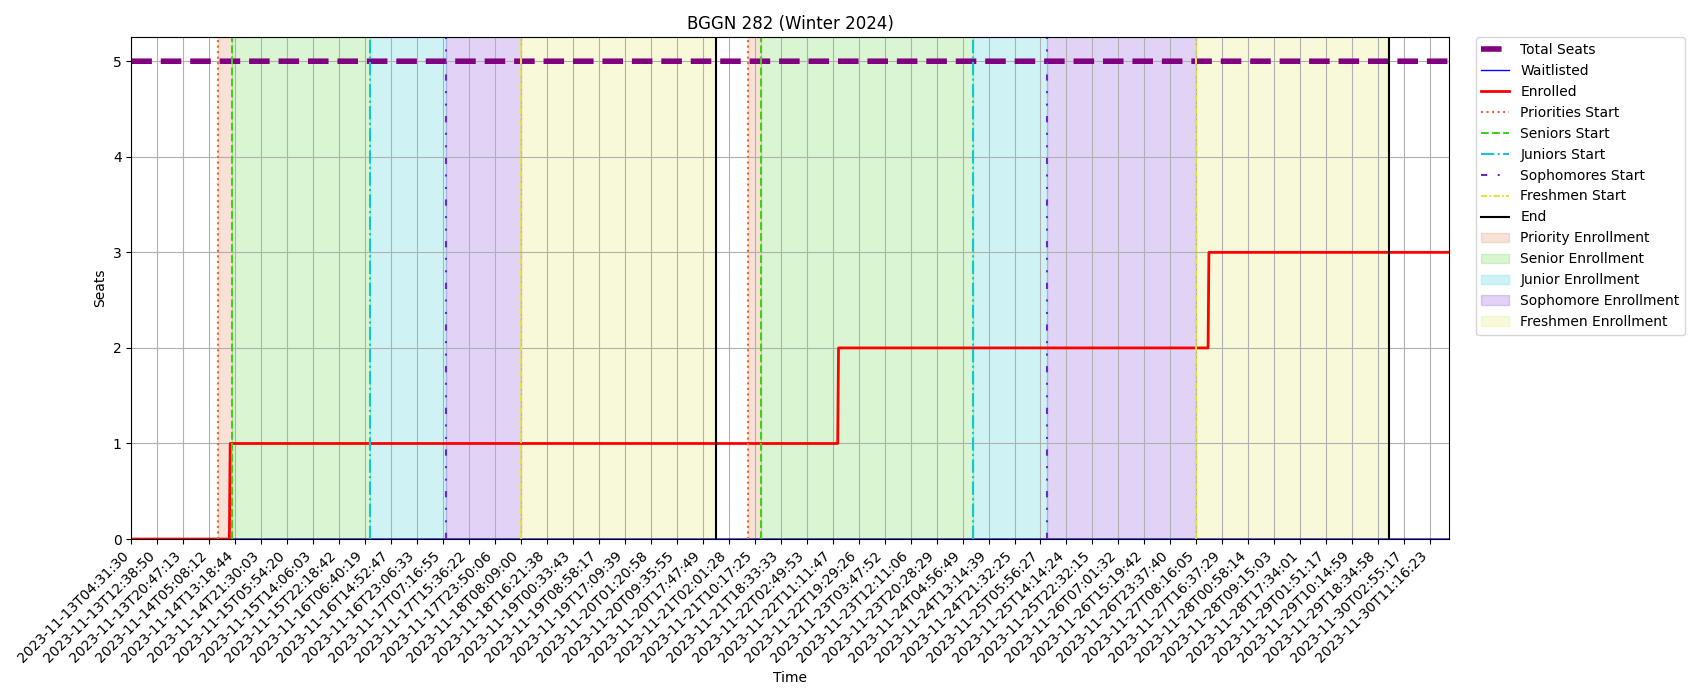 BGGN 282 (Winter 2024)
5
4
3
2
1
0
Seats
2023-11-13T04:31:30
2023-11-13T12:38:50
2023-11-13T20:47:13
2023-11-14T05:08:12
2023-11-14T13:18:44
2023-11-14T21:30:03
2023-11-15T05:54:20
2023-11-15T14:06:03
2023-11-15T22:18:42
2023-11-16T06:40:19
2023-11-16T14:52:47
2023-11-16T23:06:33
2023-11-17T07:16:55
2023-11-17T15:36:22
2023-11-17T23:50:06
2023-11-18T08:09:00
2023-11-18T16:21:38
2023-11-19T00:33:43
2023-11-19T08:58:17
2023-11-19T17:09:39
2023-11-20T01:20:58
2023-11-20T09:35:55
2023-11-20T17:47:49
2023-11-21T02:01:28
2023-11-21T10:17:25
2023-11-21T18:33:33
2023-11-22T02:49:53
2023-11-22T11:11:47
2023-11-22T19:29:26
2023-11-23T03:47:52
2023-11-23T12:11:06
2023-11-23T20:28:29
2023-11-24T04:56:49
2023-11-24T13:14:39
2023-11-24T21:32:25
2023-11-25T05:56:27
2023-11-25T14:14:24
2023-11-25T22:32:15
2023-11-26T07:01:32
2023-11-26T15:19:42
2023-11-26T23:37:40
2023-11-27T08:16:05
2023-11-27T16:37:29
2023-11-28T00:58:14
2023-11-28T09:15:03
2023-11-28T17:34:01
2023-11-29T01:51:17
2023-11-29T10:14:59
2023-11-29T18:34:58
2023-11-30T02:55:17
2023-11-30T11:16:23
Time
Total Seats
Waitlisted
Enrolled
Priorities Start
Seniors Start
Juniors Start
Sophomores Start
Freshmen Start
End
Priority Enrollment
Senior Enrollment
Junior Enrollment
Sophomore Enrollment
Freshmen Enrollment